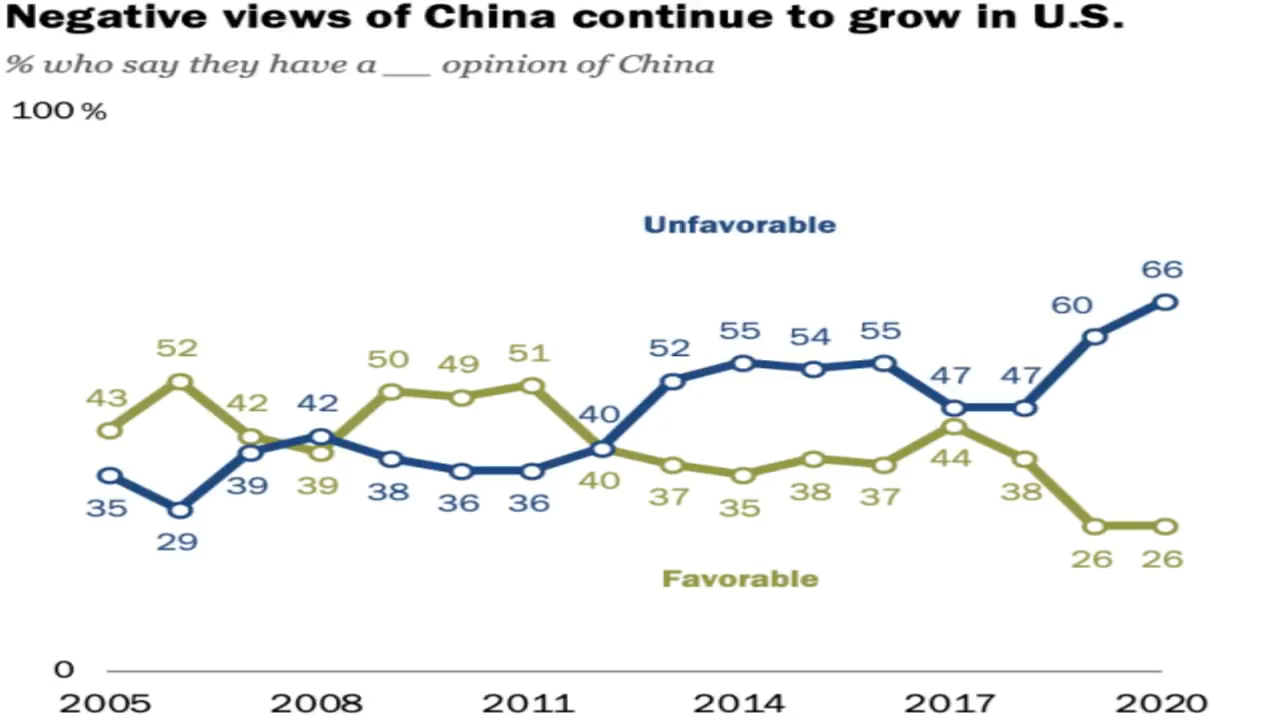 Negative views of China continue to grow in U.S.
% who say they have a ___ opinion of China
100 %
Unfavorable
66
60
52 55 54 55
52 50 49 51
43 42 42 40 47 47
35 39 39 38 36 36 40 37 35 38 37 44 38
29 26 26
Favorable
0
2005 2008 2011 2014 2017 2020